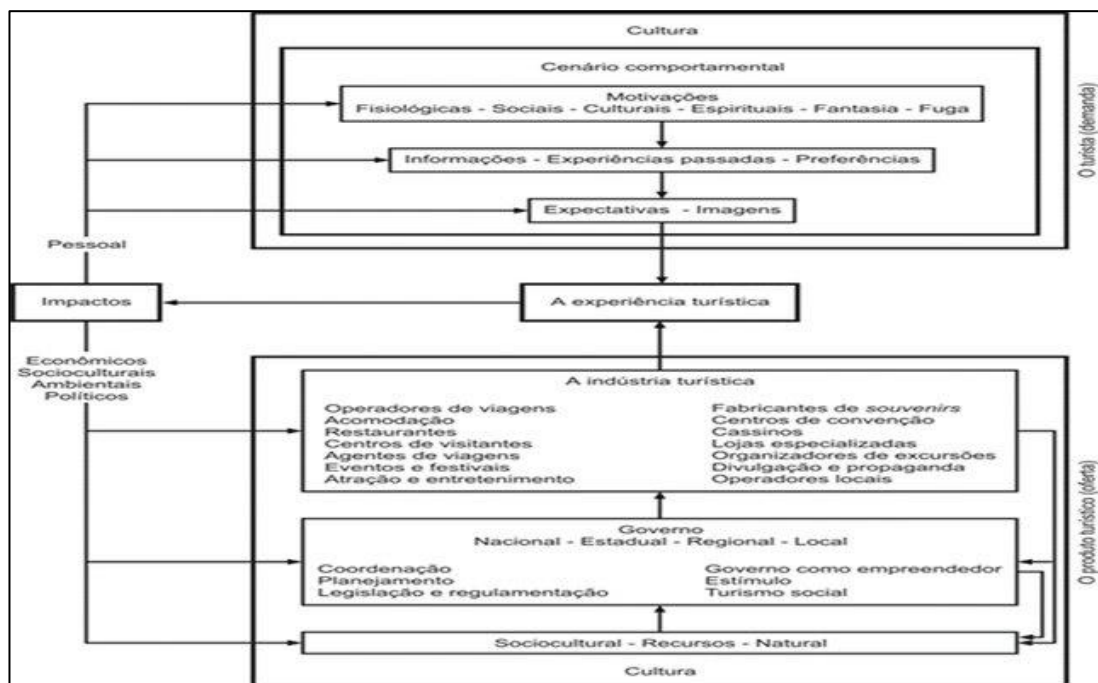 Cultura
Cenário comportamental
Motivações
Fisiológicas - Sociais - Culturais - Espirituais - Fantasia - Fuga
Informações - Experiências passadas - Preferências
Expectativas - Imagens
O turista (demanda)
Pessoal
Impactos
A experiência turística
Econômicos
Socioculturais
Ambientais
Políticos
A indústria turística
Operadores de viagens
Acomodação
Restaurantes
Centros de visitantes
Agentes de viagens
Eventos e festivais
Atração e entretenimento
Fabricantes de souvenirs
Centros de convenção
Cassinos
Lojas especializadas
Organizadores de excursões
Divulgação e propaganda
Operadores locais
Governo
Nacional - Estadual - Regional - Local
Coordenação
Planejamento
Legislação e regulamentação
Governo como empreendedor
Estímulo
Turismo social
Sociocultural - Recursos - Natural
Cultura
O produto turístico (oferta)